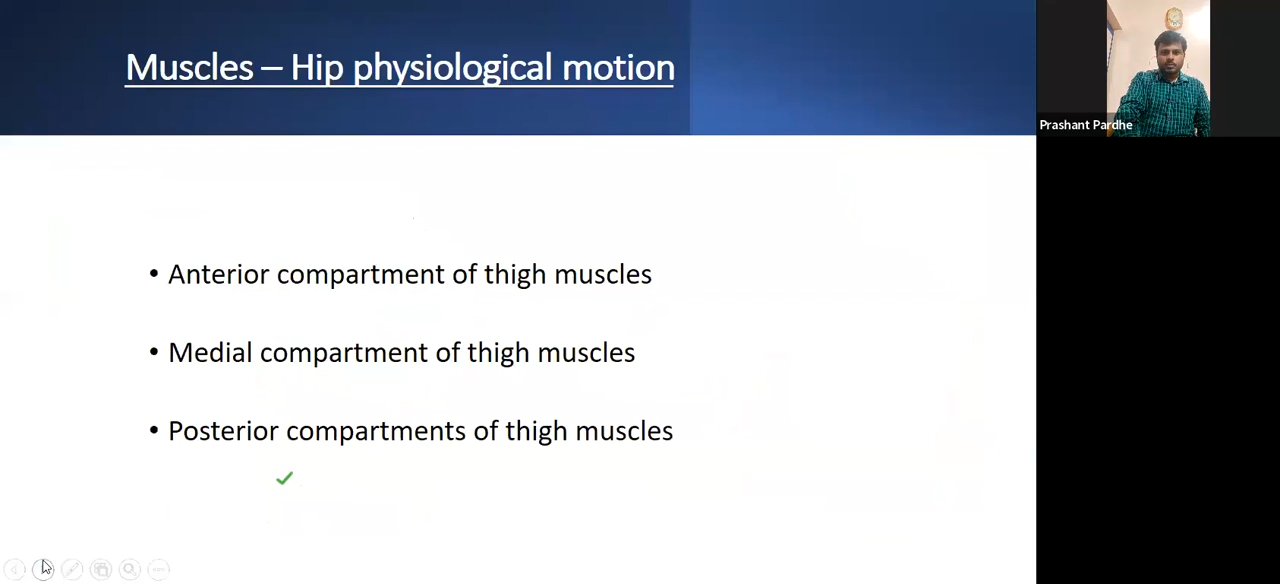 Muscles – Hip physiological motion
Prashant Pardhe
• Anterior compartment of thigh muscles
• Medial compartment of thigh muscles
• Posterior compartments of thigh muscles